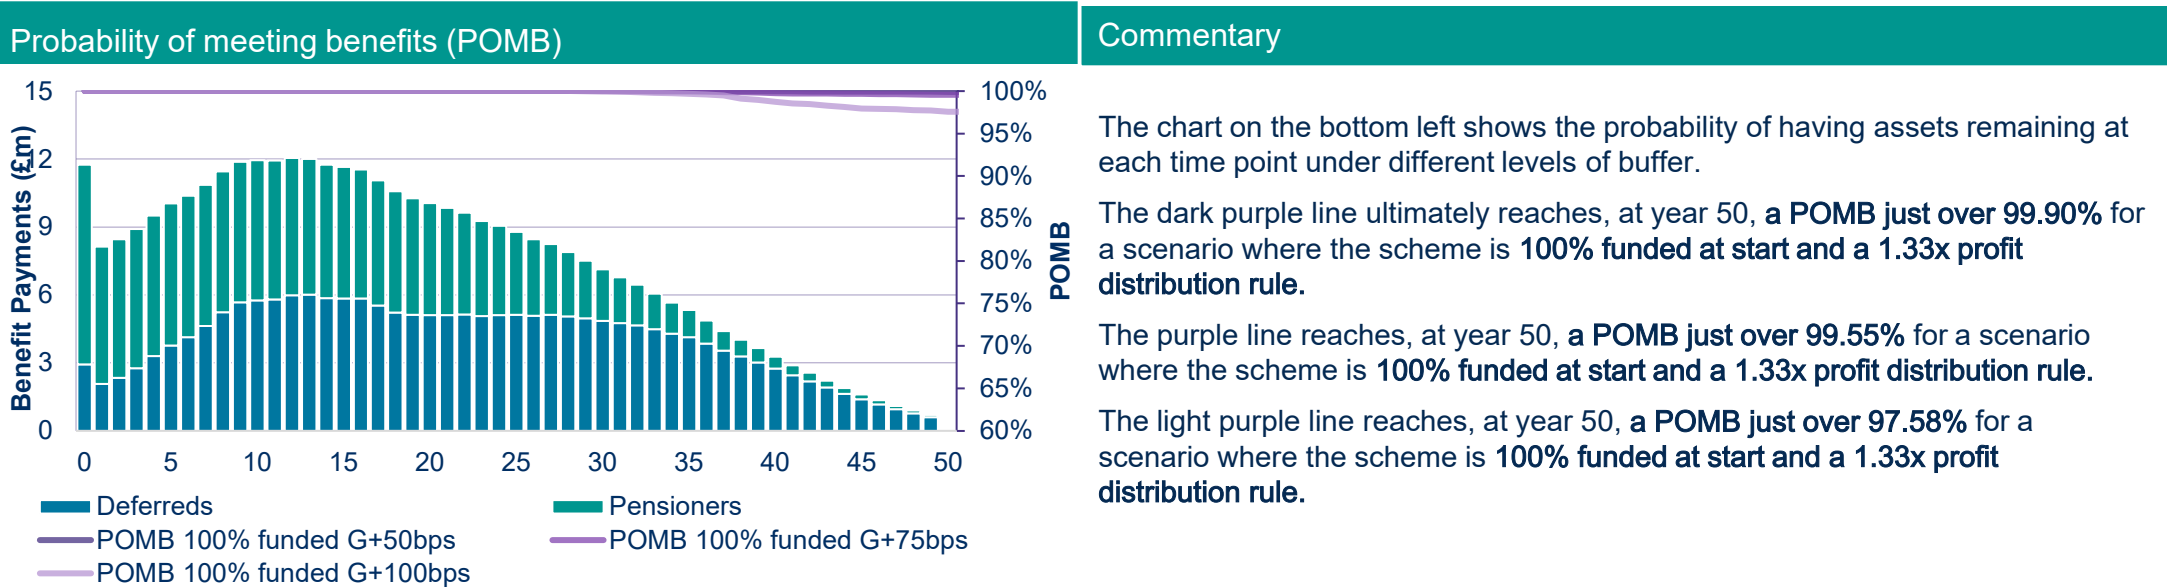 Probability of meeting benefits (POMB)
15
12
9
6
3
0
Benefit Payments (£m)
100%
95%
90%
85%
80%
75%
70%
65%
60%
POMB
0 5 10 15 20 25 30 35 40 45 50
Deferreds
Pensioners
POMB 100% funded G+50bps
POMB 100% funded G+75bps
POMB 100% funded G+100bps
Commentary
The chart on the bottom left shows the probability of having assets remaining at
each time point under different levels of buffer.
The dark purple line ultimately reaches, at year 50, a POMB just over 99.90% for
a scenario where the scheme is 100% funded at start and a 1.33x profit
distribution rule.
The purple line reaches, at year 50, a POMB just over 99.55% for a scenario
where the scheme is 100% funded at start and a 1.33x profit distribution rule.
The light purple line reaches, at year 50, a POMB just over 97.58% for a
scenario where the scheme is 100% funded at start and a 1.33x profit
distribution rule.